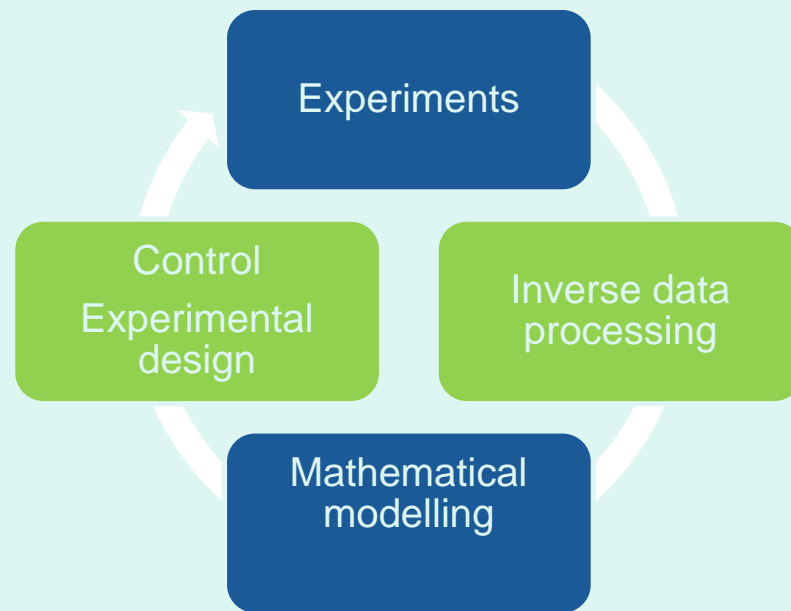 Experiments
Control
Experimental
design
Inverse data
processing
Mathematical
modelling